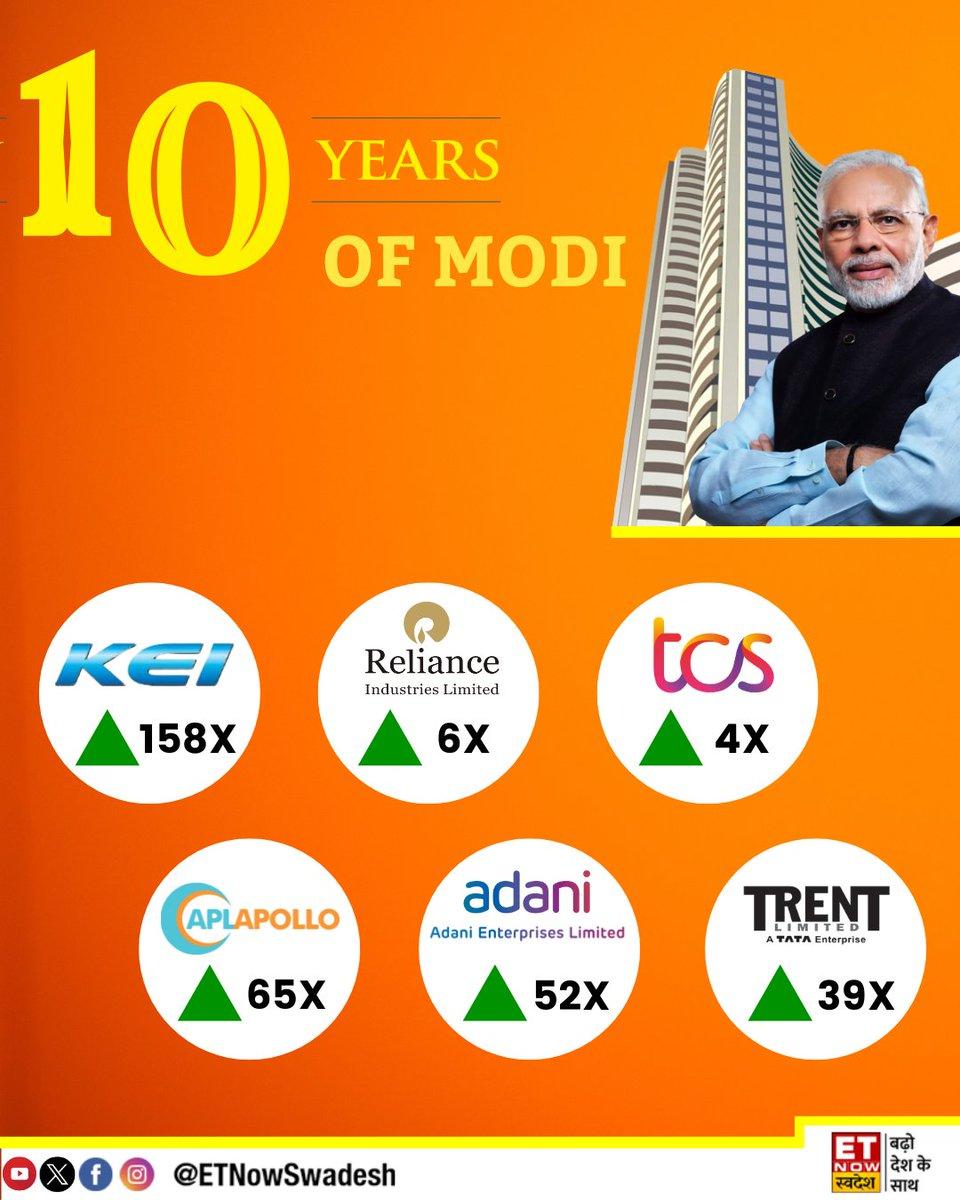 10 YEARS
OF MODI
KEI
158X
Reliance
Industries Limited
6X
tcs
4X
APLAPOLLO
65X
adani
Adani Enterprises Limited
52X
TRENT
LIMITED
A TATA Enterprise
39X
@ETNowSwadesh
ET
NOW
स्वदेश
बढ़ो
देश के
साथ